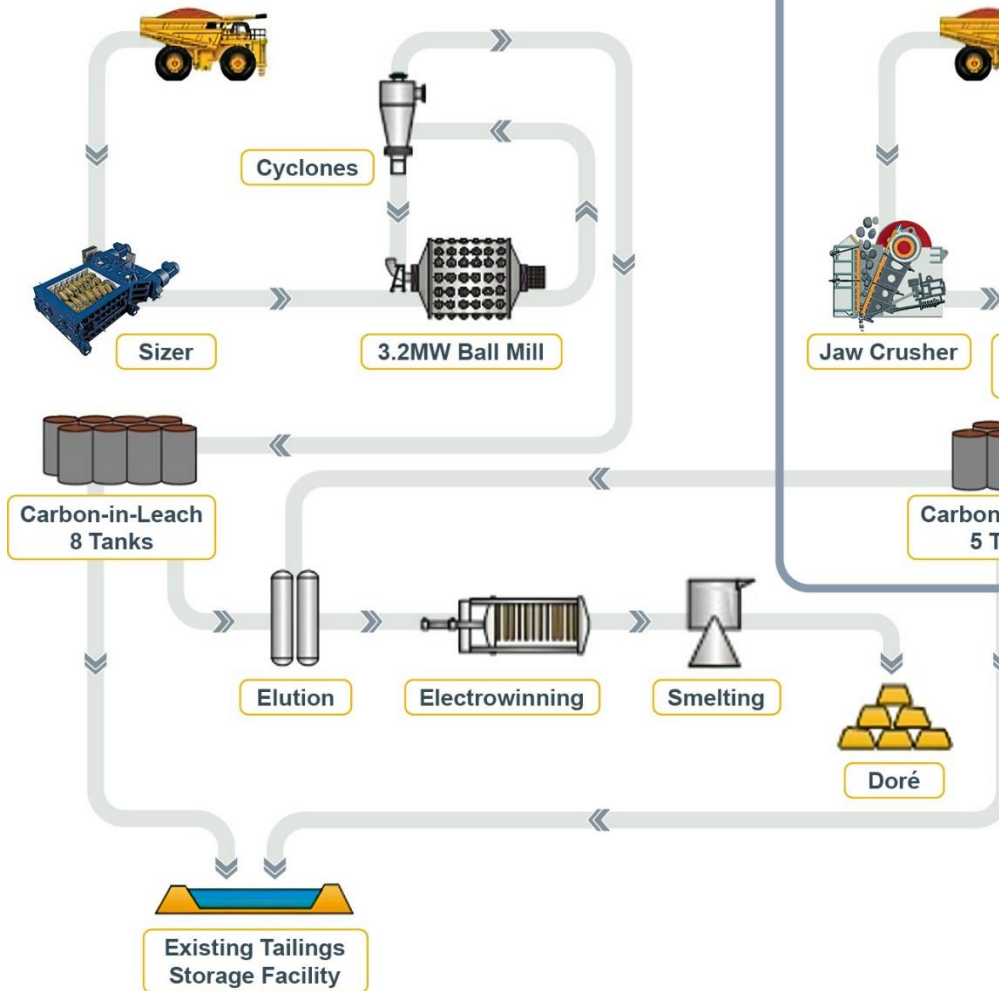 Cyclones
Sizer
3.2MW Ball Mill
Jaw Crusher
Carbon-in-Leach
8 Tanks
Carbon
5 T
Elution
Electrowinning
Smelting
Doré
Existing Tailings
Storage Facility